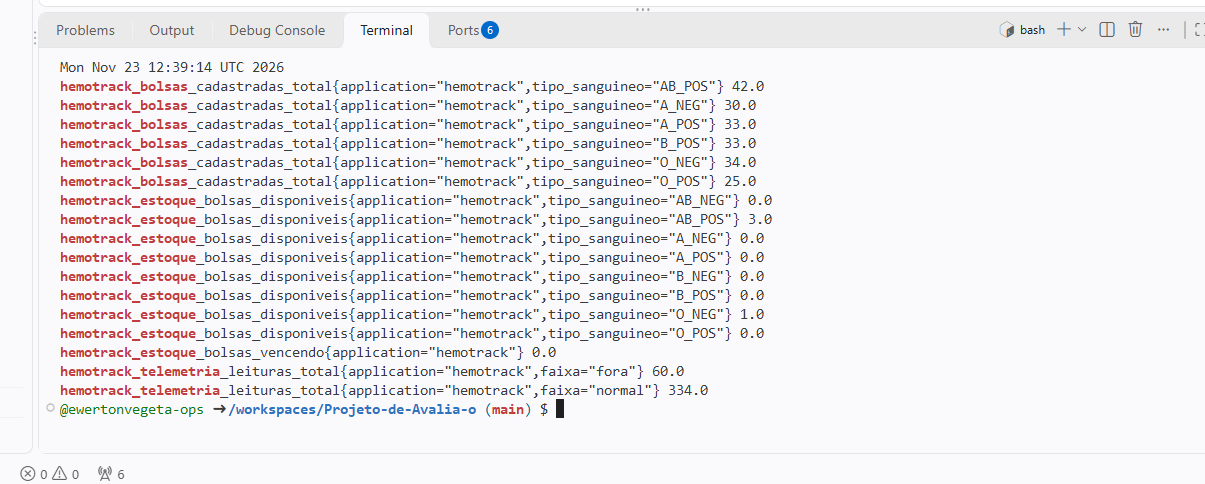 Problems Output Debug Console Terminal Ports 6 bash
Mon Nov 23 12:39:14 UTC 2026
hemotrack_bolsas_cadastradas_total{application="hemotrack",tipo_sanguineo="AB_POS"} 42.0
hemotrack_bolsas_cadastradas_total{application="hemotrack",tipo_sanguineo="A_NEG"} 30.0
hemotrack_bolsas_cadastradas_total{application="hemotrack",tipo_sanguineo="A_POS"} 33.0
hemotrack_bolsas_cadastradas_total{application="hemotrack",tipo_sanguineo="B_POS"} 33.0
hemotrack_bolsas_cadastradas_total{application="hemotrack",tipo_sanguineo="O_NEG"} 34.0
hemotrack_bolsas_cadastradas_total{application="hemotrack",tipo_sanguineo="O_POS"} 25.0
hemotrack_estoque_bolsas_disponiveis{application="hemotrack",tipo_sanguineo="AB_NEG"} 0.0
hemotrack_estoque_bolsas_disponiveis{application="hemotrack",tipo_sanguineo="AB_POS"} 3.0
hemotrack_estoque_bolsas_disponiveis{application="hemotrack",tipo_sanguineo="A_NEG"} 0.0
hemotrack_estoque_bolsas_disponiveis{application="hemotrack",tipo_sanguineo="A_POS"} 0.0
hemotrack_estoque_bolsas_disponiveis{application="hemotrack",tipo_sanguineo="B_NEG"} 0.0
hemotrack_estoque_bolsas_disponiveis{application="hemotrack",tipo_sanguineo="B_POS"} 0.0
hemotrack_estoque_bolsas_disponiveis{application="hemotrack",tipo_sanguineo="O_NEG"} 1.0
hemotrack_estoque_bolsas_disponiveis{application="hemotrack",tipo_sanguineo="O_POS"} 0.0
hemotrack_estoque_bolsas_vencendo{application="hemotrack"} 0.0
hemotrack_telemetria_leituras_total{application="hemotrack",faixa="fora"} 60.0
hemotrack_telemetria_leituras_total{application="hemotrack",faixa="normal"} 334.0
@ewertonvegeta-ops ➜/workspaces/Projeto-de-Avalia-o (main) $
0 0 6